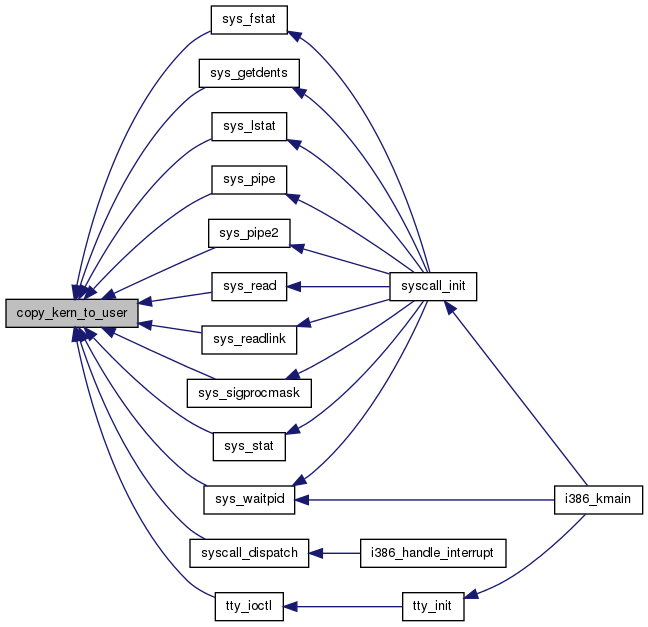 sys_fstat
sys_getdents
sys_lstat
sys_pipe
sys_pipe2
sys_read
syscall_init
copy_kern_to_user
sys_readlink
sys_sigprocmask
sys_stat
sys_waitpid
i386_kmain
syscall_dispatch
i386_handle_interrupt
tty_ioctl
tty_init